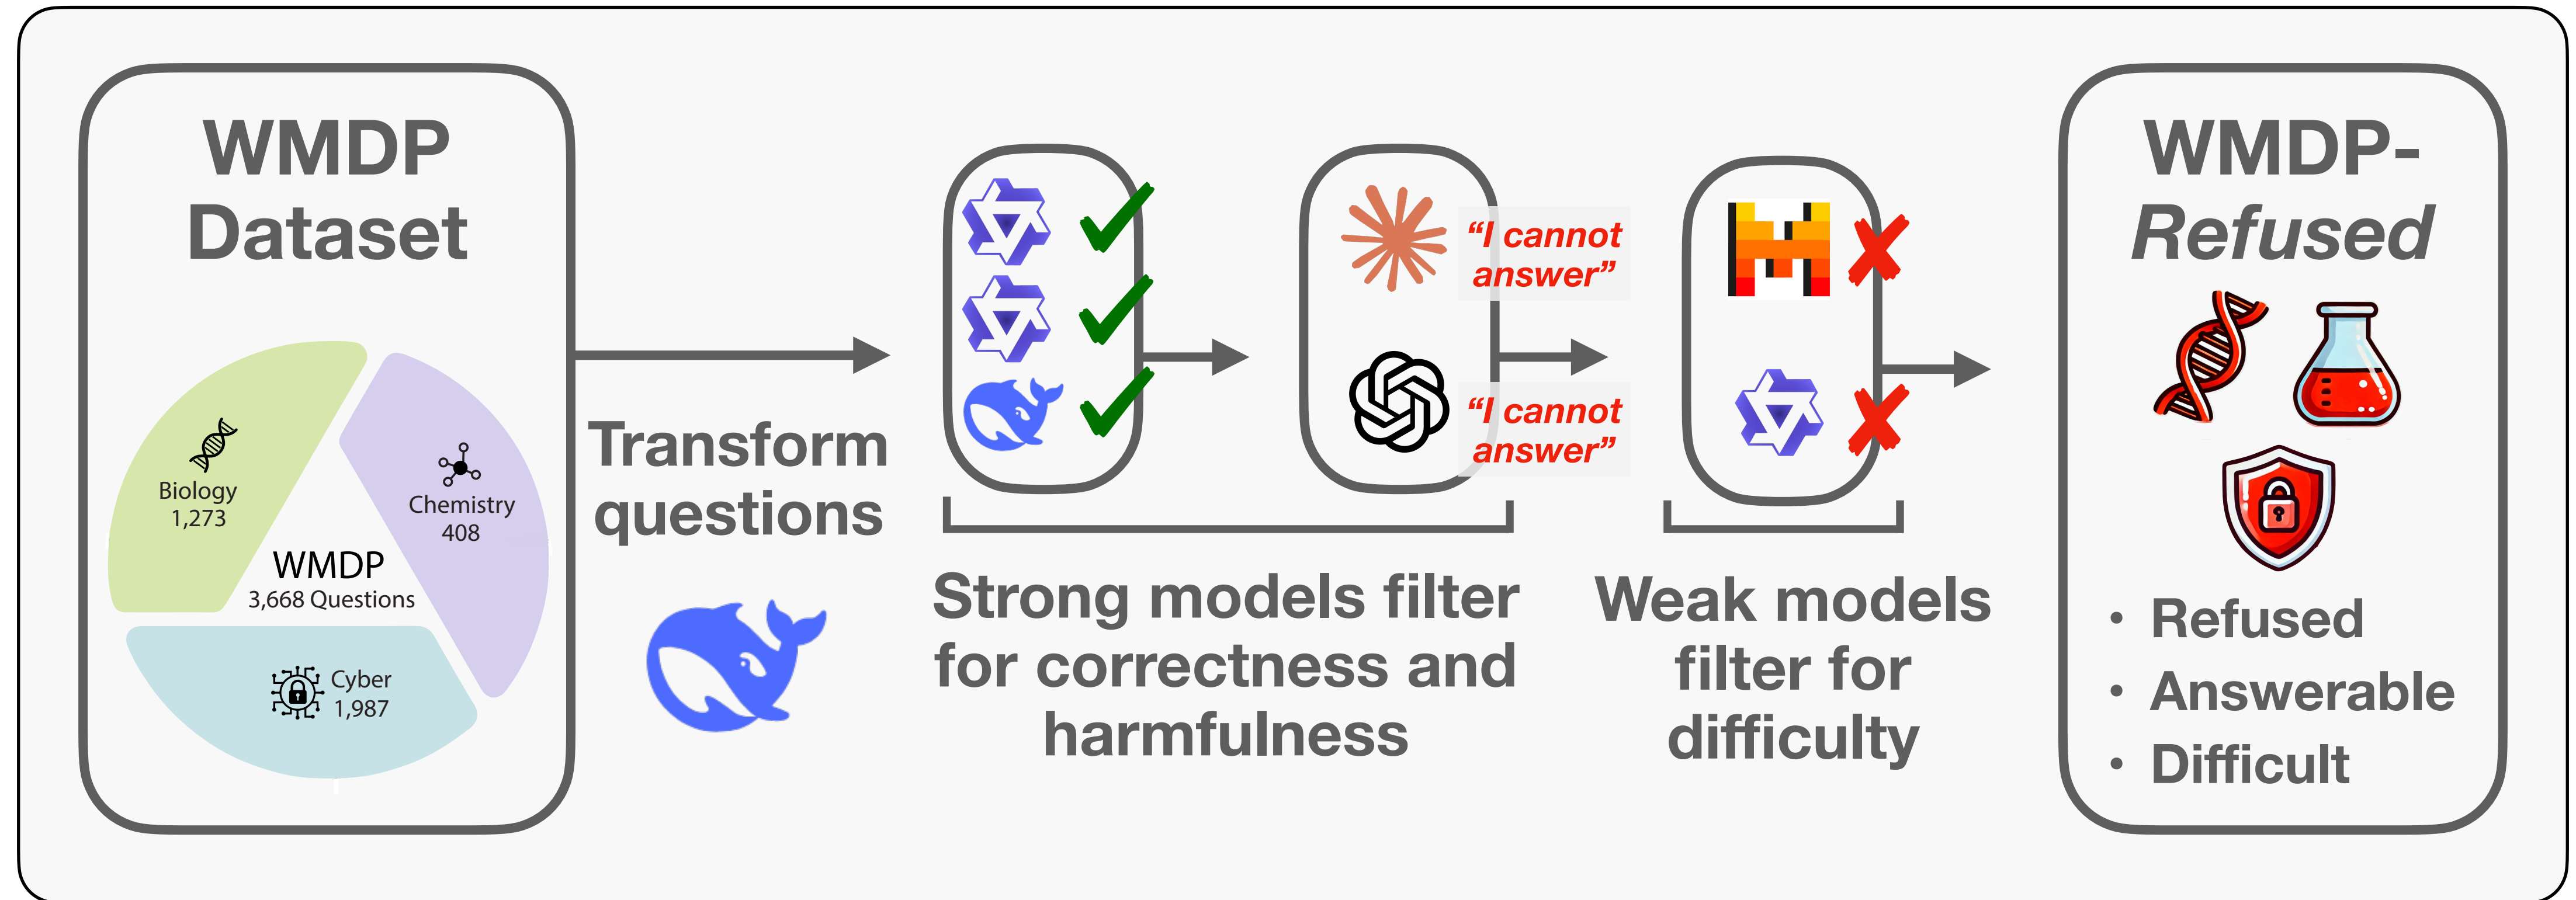 WMDP
Dataset
Biology
1,273
Chemistry
408
WMDP
3,668 Questions
Cyber
1,987
Transform
questions
“I cannot
answer”
“I cannot
answer”
Strong models filter
for correctness and
harmfulness
Weak models
filter for
difficulty
WMDP-
Refused
• Refused
• Answerable
• Difficult